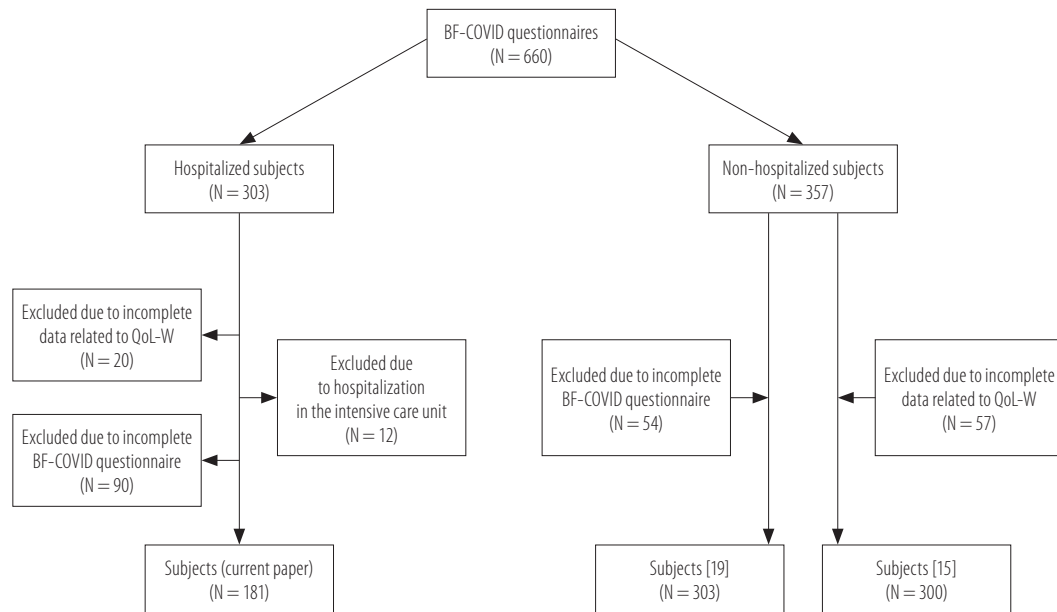 BF-COVID questionnaires
(N = 660)
Hospitalized subjects
(N = 303)
Non-hospitalized subjects
(N = 357)
Excluded due to incomplete
data related to QoL-W
(N = 20)
Excluded due
to hospitalization
in the intensive care unit
(N = 12)
Excluded due to incomplete
BF-COVID questionnaire
(N = 90)
Excluded due to incomplete
BF-COVID questionnaire
(N = 54)
Excluded due to incomplete
data related to QoL-W
(N = 57)
Subjects (current paper)
(N = 181)
Subjects [19]
(N = 303)
Subjects [15]
(N = 300)